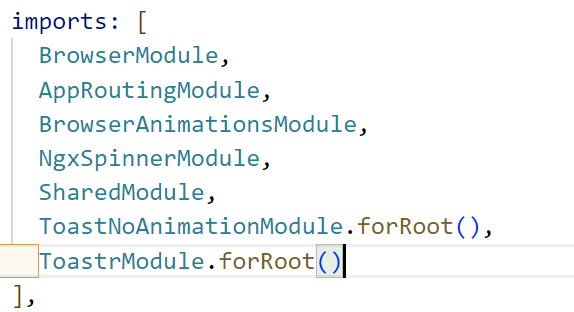 imports: [
BrowserModule,
AppRoutingModule,
BrowserAnimationsModule,
NgxSpinnerModule,
SharedModule,
ToastNoAnimationModule.forRoot(),
ToastrModule.forRoot()
],